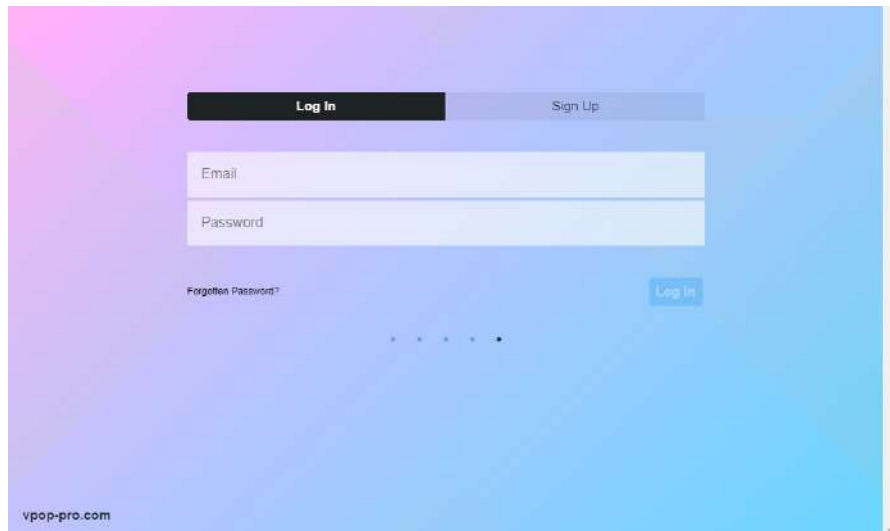 Log In Sign Up
Email
Password
Forgotten Password? Log In
vpop-pro.com